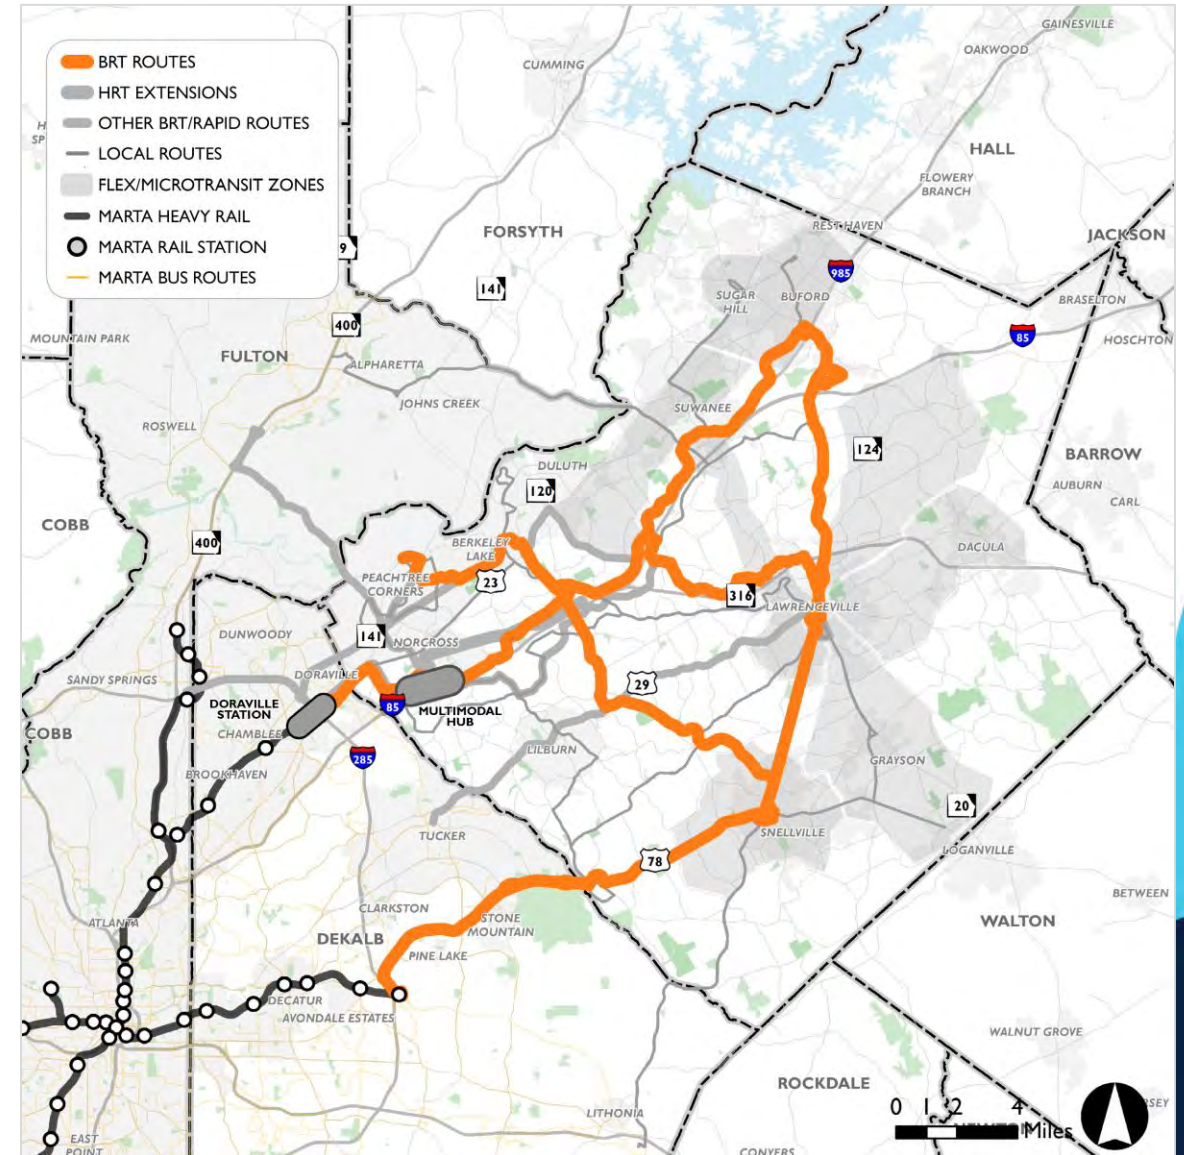 BRT ROUTES
HRT EXTENSIONS
OTHER BRT/RAPID ROUTES
LOCAL ROUTES
FLEX/MICROTRANSIT ZONES
MARTA HEAVY RAIL
MARTA RAIL STATION
MARTA BUS ROUTES
GAINESVILLE
OAKWOOD
CUMMING
HALL
FLOWERY
BRANCH
REST HAVEN
FORSYTH
JACKSON
9
985
141
SUGAR
HILL
BUFORD
BRASELTON
400
85
MOUNTAIN PARK
HOSCHTON
FULTON
ALPHARETTA
JOHNS CREEK
SUWANEE
ROSWELL
124
BARROW
DULUTH
120
AUBURN
CARL
COBB
400
BERKELEY
LAKE
DACULA
23
PEACHTREE
CORNERS
316
LAWRENCEVILLE
141
DUNWOODY
NORCROSS
SANDY SPRINGS
DORAVILLE
29
DORAVILLE
STATION
85
MULTIMODAL
HUB
CHAMBLEE
COBB
285
LILBURN
GRAYSON
BROOKHAVEN
20
TUCKER
SNELLVILLE
LOGANVILLE
78
BETWEEN
CLARKSTON
STONE
MOUNTAIN
WALTON
ATLANTA
DEKALB
PINE LAKE
DECATUR
AVONDALE ESTATES
WALNUT GROVE
ROCKDALE
LITHONIA
0 1 2 4
Miles
EAST
POINT
CONYERS